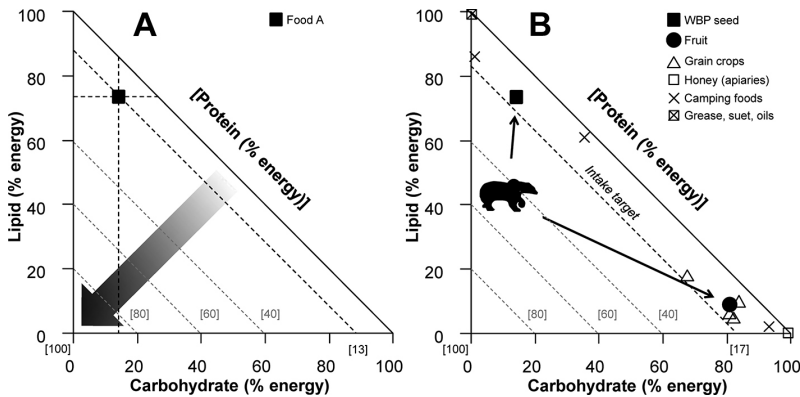 A
■ Food A
100
80
60
40
20
0
Lipid (% energy)
[Protein (% energy)]
[80]
[60]
[40]
[100]
[13]
0
20
40
60
80
100
Carbohydrate (% energy)
B
WBP seed
Fruit
Grain crops
Honey (apiaries)
Camping foods
Grease, suet, oils
100
80
60
40
20
0
Lipid (% energy)
[Protein (% energy)]
Intake target
[80]
[60]
[40]
[100]
[17]
0
20
40
60
80
100
Carbohydrate (% energy)